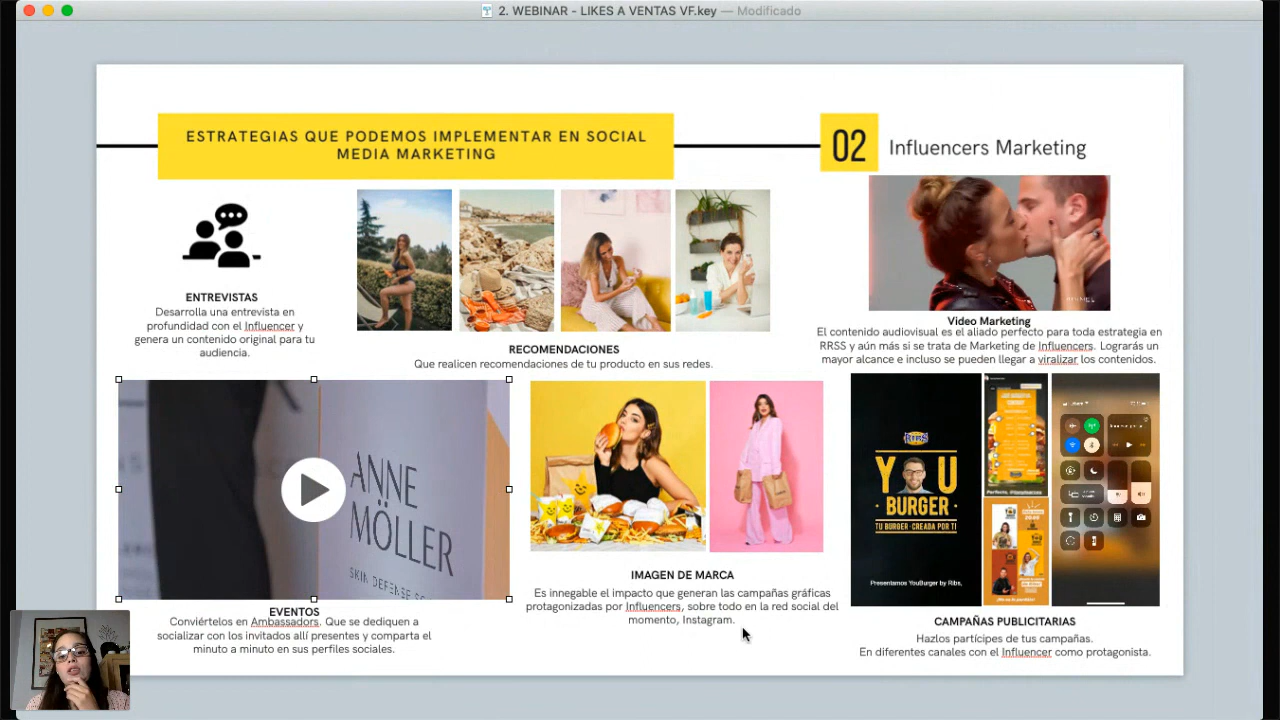 2. WEBINAR - LIKES A VENTAS VF.key — Modificado
ESTRATEGIAS QUE PODEMOS IMPLEMENTAR EN SOCIAL
MEDIA MARKETING
02
Influencers Marketing
ENTREVISTAS
Desarrolla una entrevista en
profundidad con el Influencer y
genera un contenido original para tu
audiencia.
RECOMENDACIONES
Que realicen recomendaciones de tu producto en sus redes.
Video Marketing
El contenido audiovisual es el aliado perfecto para toda estrategia en
RRSS y aún más si se trata de Marketing de Influencers. Lograrás un
mayor alcance e incluso se pueden llegar a viralizar los contenidos.
ANNE
MÖLLER
SKIN DEFENSE
EVENTOS
Conviértelos en Ambassadors. Que se dediquen a
socializar con los invitados allí presentes y comparta el
minuto a minuto en sus perfiles sociales.
IMAGEN DE MARCA
Es innegable el impacto que generan las campañas gráficas
protagonizadas por Influencers, sobre todo en la red social del
momento, Instagram.
RIBS
YOU
BURGER
TU BURGER · CREADA POR TI
Presentamos YouBurger by Ribs,
CAMPAÑAS PUBLICITARIAS
Hazlos partícipes de tus campañas.
En diferentes canales con el Influencer como protagonista.